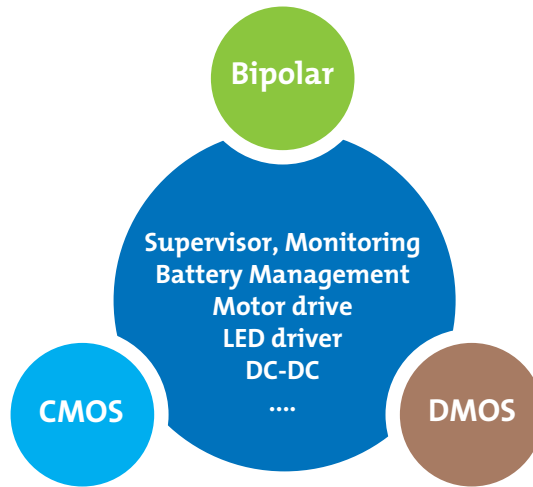 Bipolar
Supervisor, Monitoring
Battery Management
Motor drive
LED driver
DC-DC
....
CMOS
DMOS